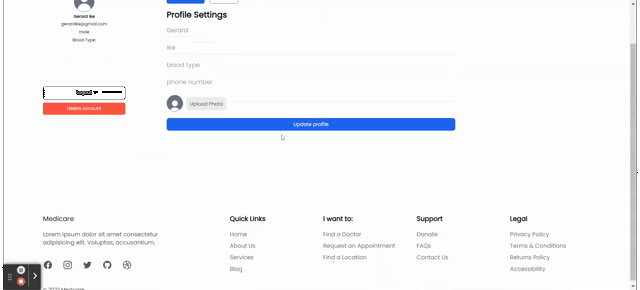 Gerard Ike
gerardike@gmail.com
male
Blood Type
Logout
Delete Account
Profile Settings
Gerard
Ike
blood type
phone number
Upload Photo
Update profile
Medicare
Lorem ipsum dolor sit amet consectetur
adipisicing elit. Voluptas, accusantium.
Quick Links
Home
About Us
Services
Blog
I want to:
Find a Doctor
Request an Appointment
Find a Location
Support
Donate
FAQs
Contact Us
Legal
Privacy Policy
Terms & Conditions
Returns Policy
Accessibility